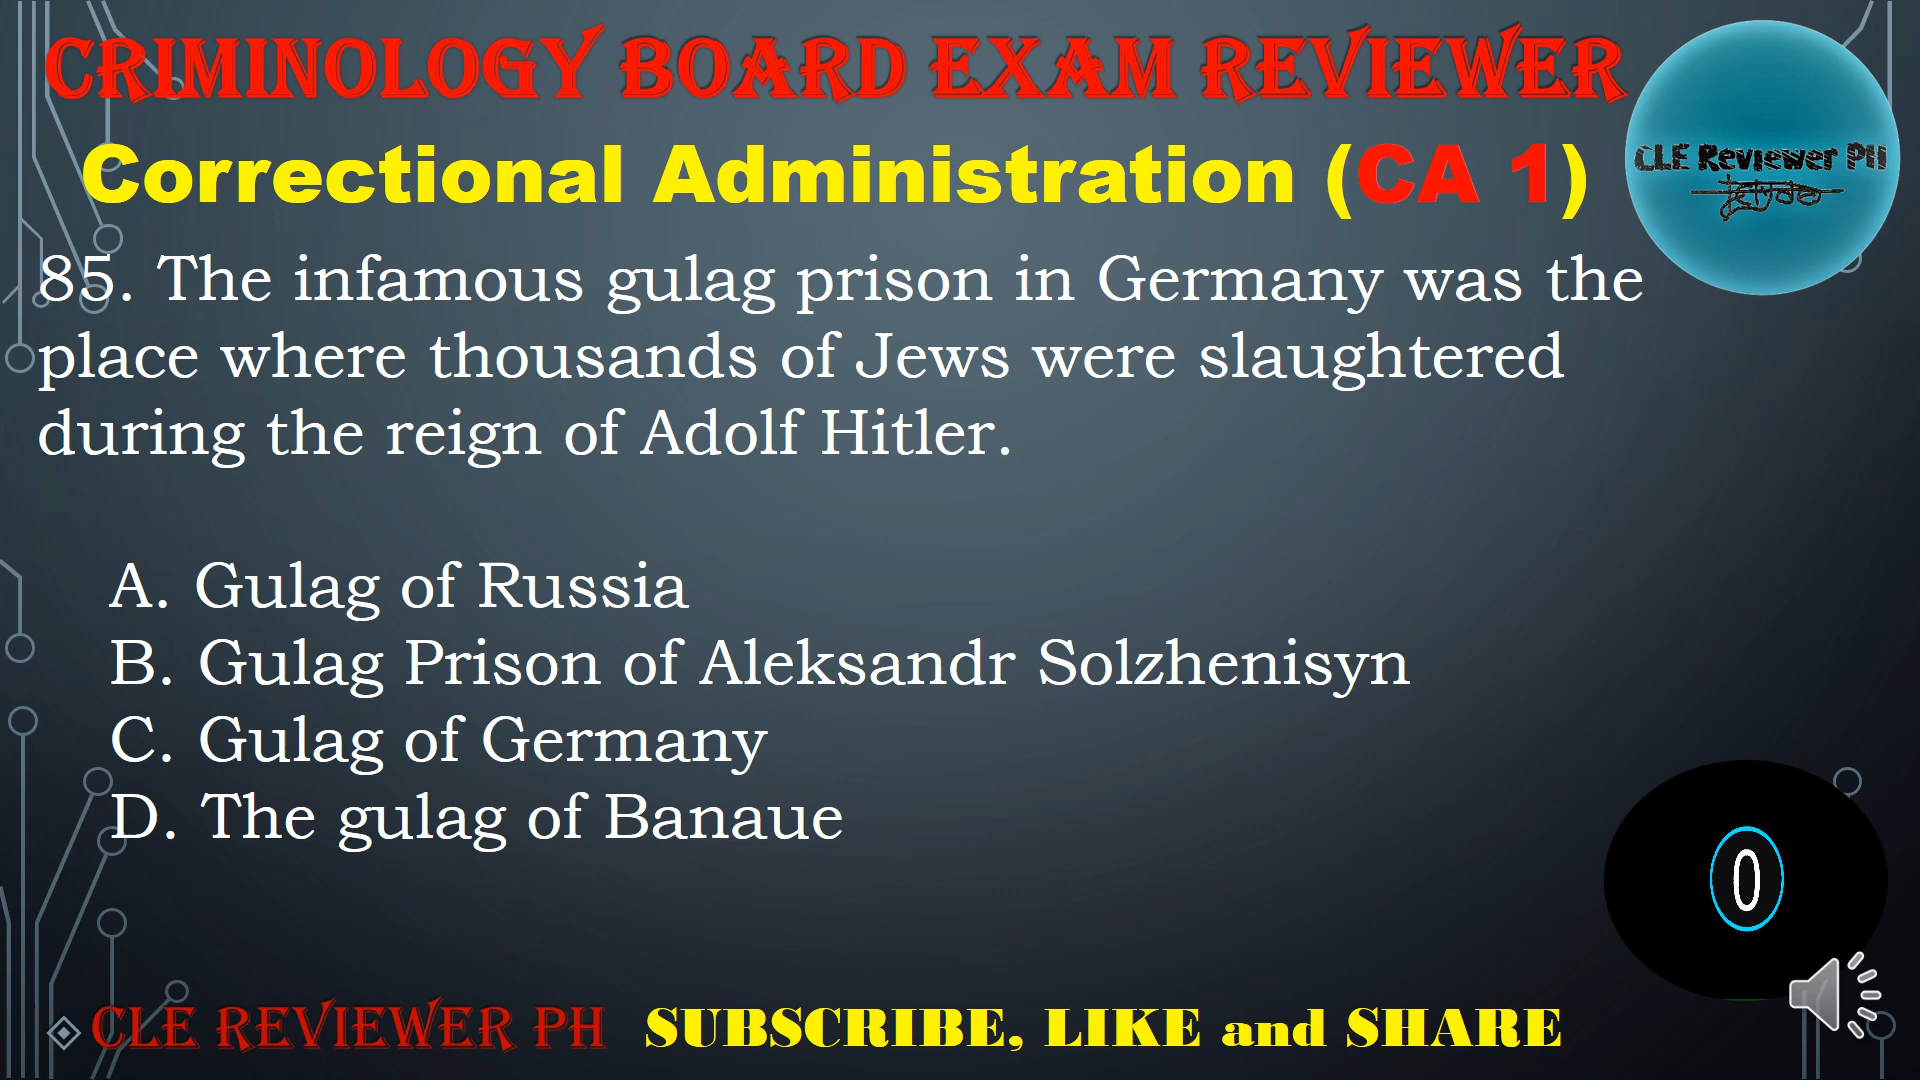 CRIMINOLOGY BOARD EXAM REVIEWER
Correctional Administration (CA 1)
CLE Reviewer PH
85. The infamous gulag prison in Germany was the
place where thousands of Jews were slaughtered
during the reign of Adolf Hitler.
A. Gulag of Russia
B. Gulag Prison of Aleksandr Solzhenisyn
C. Gulag of Germany
D. The gulag of Banaue
0
CLE REVIEWER PH SUBSCRIBE, LIKE and SHARE